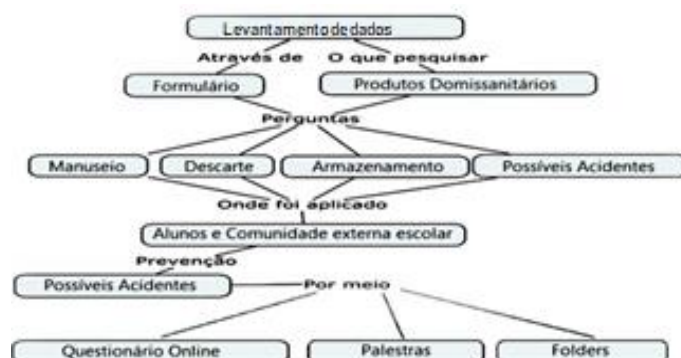 Levantamento de dados
Através de O que pesquisar
Formulário Produtos Domissanitários
Perguntas
Manuseio Descarte Armazenamento Possíveis Acidentes
Onde foi aplicado
Alunos e Comunidade externa escolar
Prevenção
Possíveis Acidentes Por meio
Questionário Online Palestras Folders